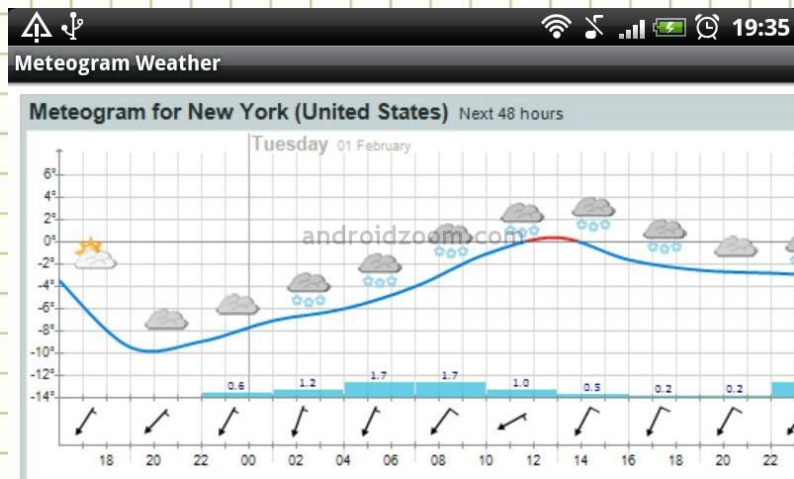 19:35
Meteogram Weather
Meteogram for New York (United States) Next 48 hours
Tuesday 01 February
6°
4°
2°
0°
androidzoom.com
-2°
-4°
-6°
-8°
-10°
-12°
-14°
0.6 1.2 1.7 1.7 1.0 0.5 0.2 0.2
18 20 22 00 02 04 06 08 10 12 14 16 18 20 22